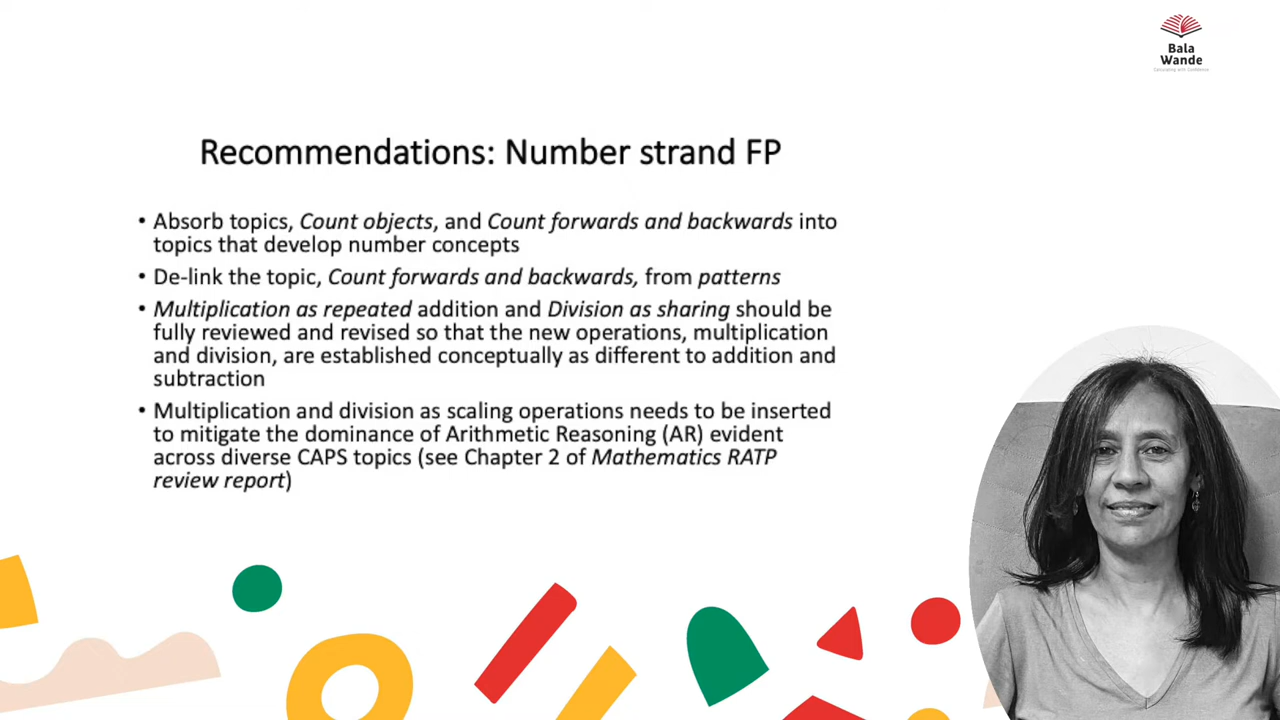 Bala
Wande
Calculating with Confidence
Recommendations: Number strand FP
• Absorb topics, Count objects, and Count forwards and backwards into
topics that develop number concepts
• De-link the topic, Count forwards and backwards, from patterns
• Multiplication as repeated addition and Division as sharing should be
fully reviewed and revised so that the new operations, multiplication
and division, are established conceptually as different to addition and
subtraction
• Multiplication and division as scaling operations needs to be inserted
to mitigate the dominance of Arithmetic Reasoning (AR) evident
across diverse CAPS topics (see Chapter 2 of Mathematics RATP
review report)